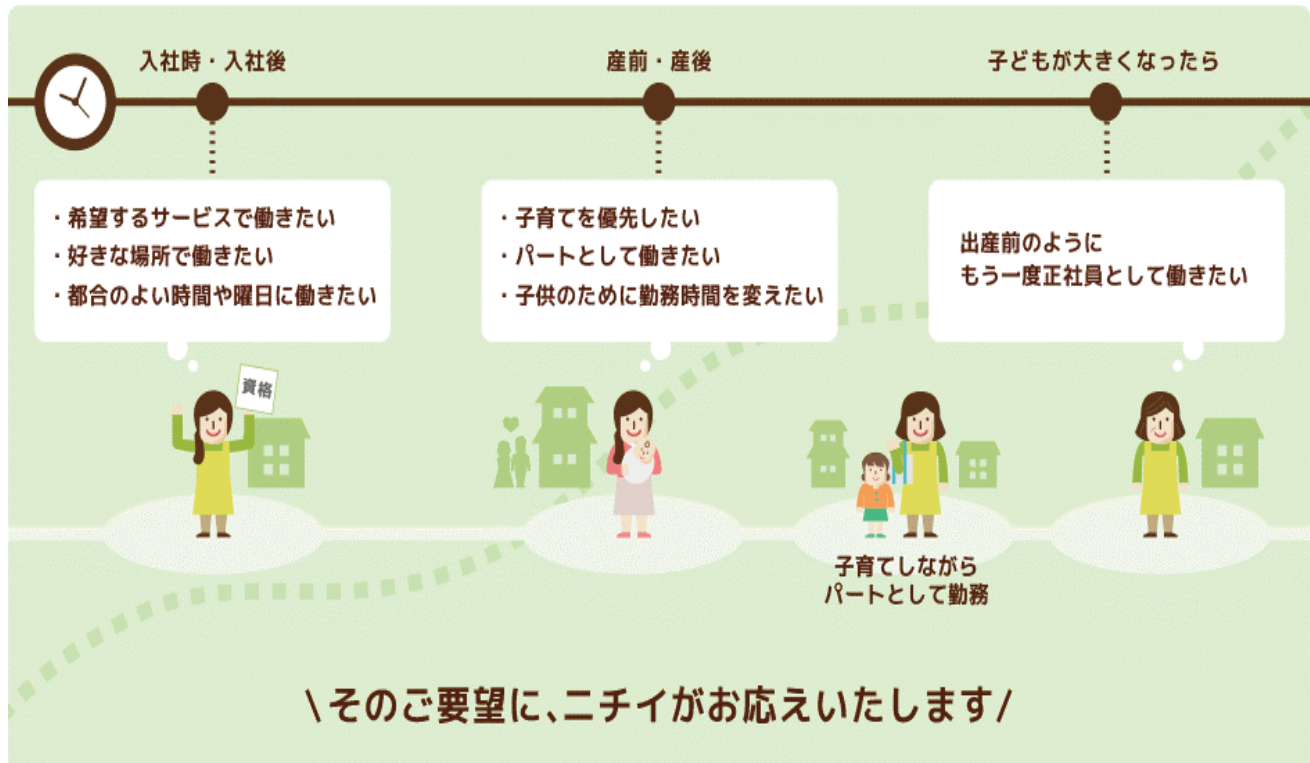 入社時・入社後
産前・産後
子どもが大きくなったら
・希望するサービスで働きたい
・好きな場所で働きたい
・都合のよい時間や曜日に働きたい
・子育てを優先したい
・パートとして働きたい
・子供のために勤務時間を変えたい
出産前のように
もう一度正社員として働きたい
資格
子育てしながら
パートとして勤務
\そのご要望に、ニチイがお応えいたします/